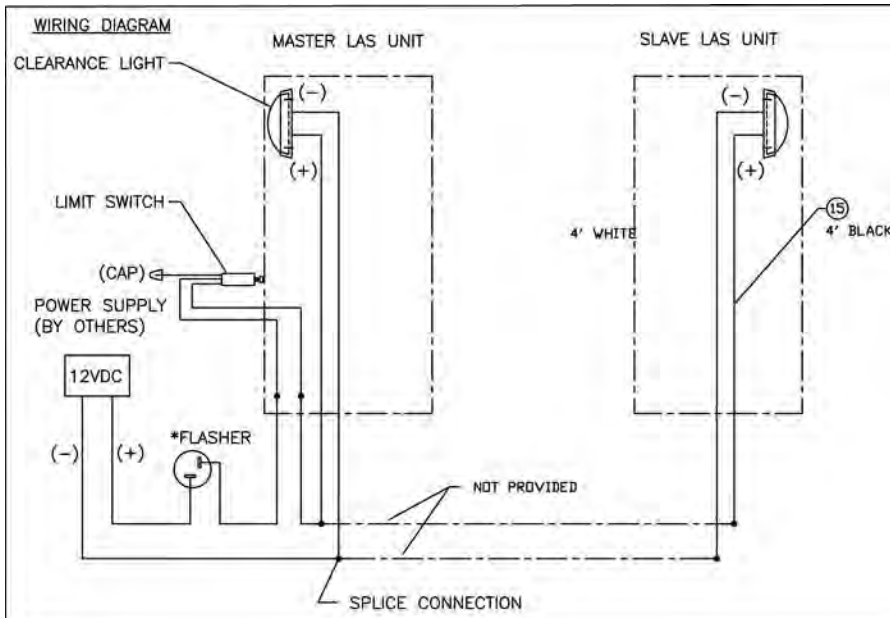 WIRING DIAGRAM
MASTER LAS UNIT
SLAVE LAS UNIT
CLEARANCE LIGHT
(-)
(-)
(+)
(+)
LIMIT SWITCH
15
4' WHITE
4' BLACK
(CAP)
POWER SUPPLY
(BY OTHERS)
12VDC
*FLASHER
(-)
(+)
NOT PROVIDED
SPLICE CONNECTION